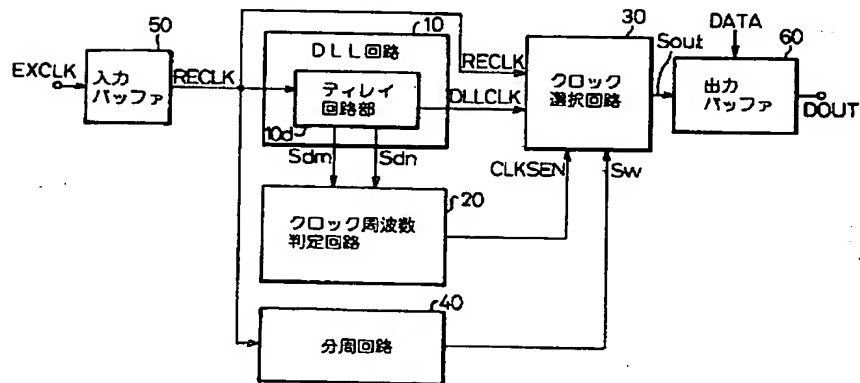 EXCLK
50
入力
バッファ
RECLK
10
DLL回路
ディレイ
回路部
10d
Sdm
Sdn
20
クロック周波数
判定回路
40
分周回路
RECLK
DLLCLK
30
クロック
選択回路
CLKSEN
Sw
Sout
DATA
60
出力
バッファ
DOUT